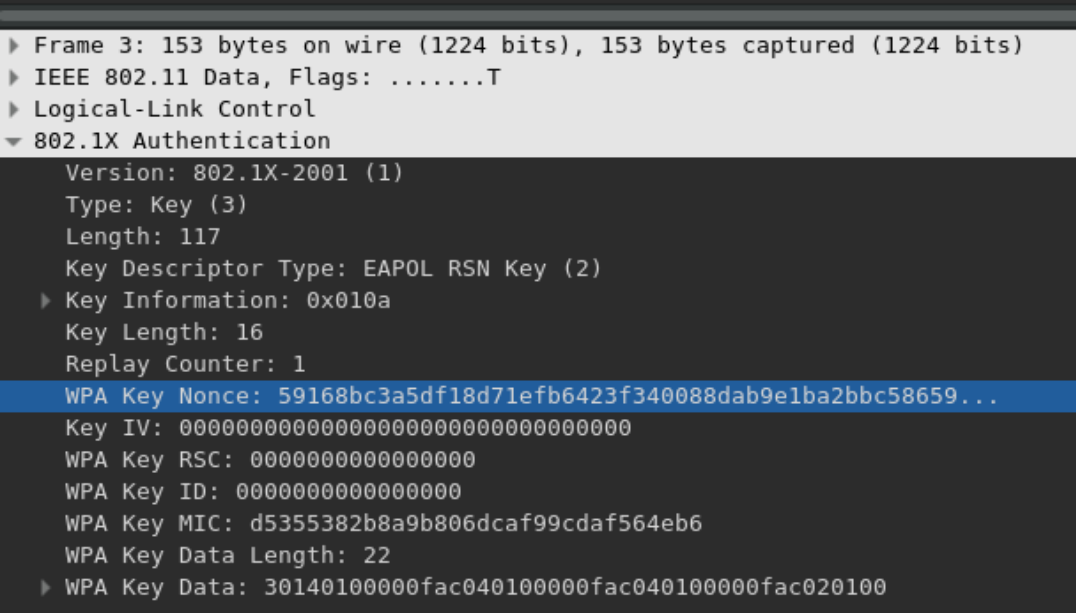 Frame 3: 153 bytes on wire (1224 bits), 153 bytes captured (1224 bits)
IEEE 802.11 Data, Flags: .......T
Logical-Link Control
802.1X Authentication
Version: 802.1X-2001 (1)
Type: Key (3)
Length: 117
Key Descriptor Type: EAPOL RSN Key (2)
Key Information: 0x010a
Key Length: 16
Replay Counter: 1
WPA Key Nonce: 59168bc3a5df18d71efb6423f340088dab9e1ba2bbc58659...
Key IV: 00000000000000000000000000000000
WPA Key RSC: 0000000000000000
WPA Key ID: 0000000000000000
WPA Key MIC: d5355382b8a9b806dcaf99cdaf564eb6
WPA Key Data Length: 22
WPA Key Data: 30140100000fac040100000fac040100000fac020100